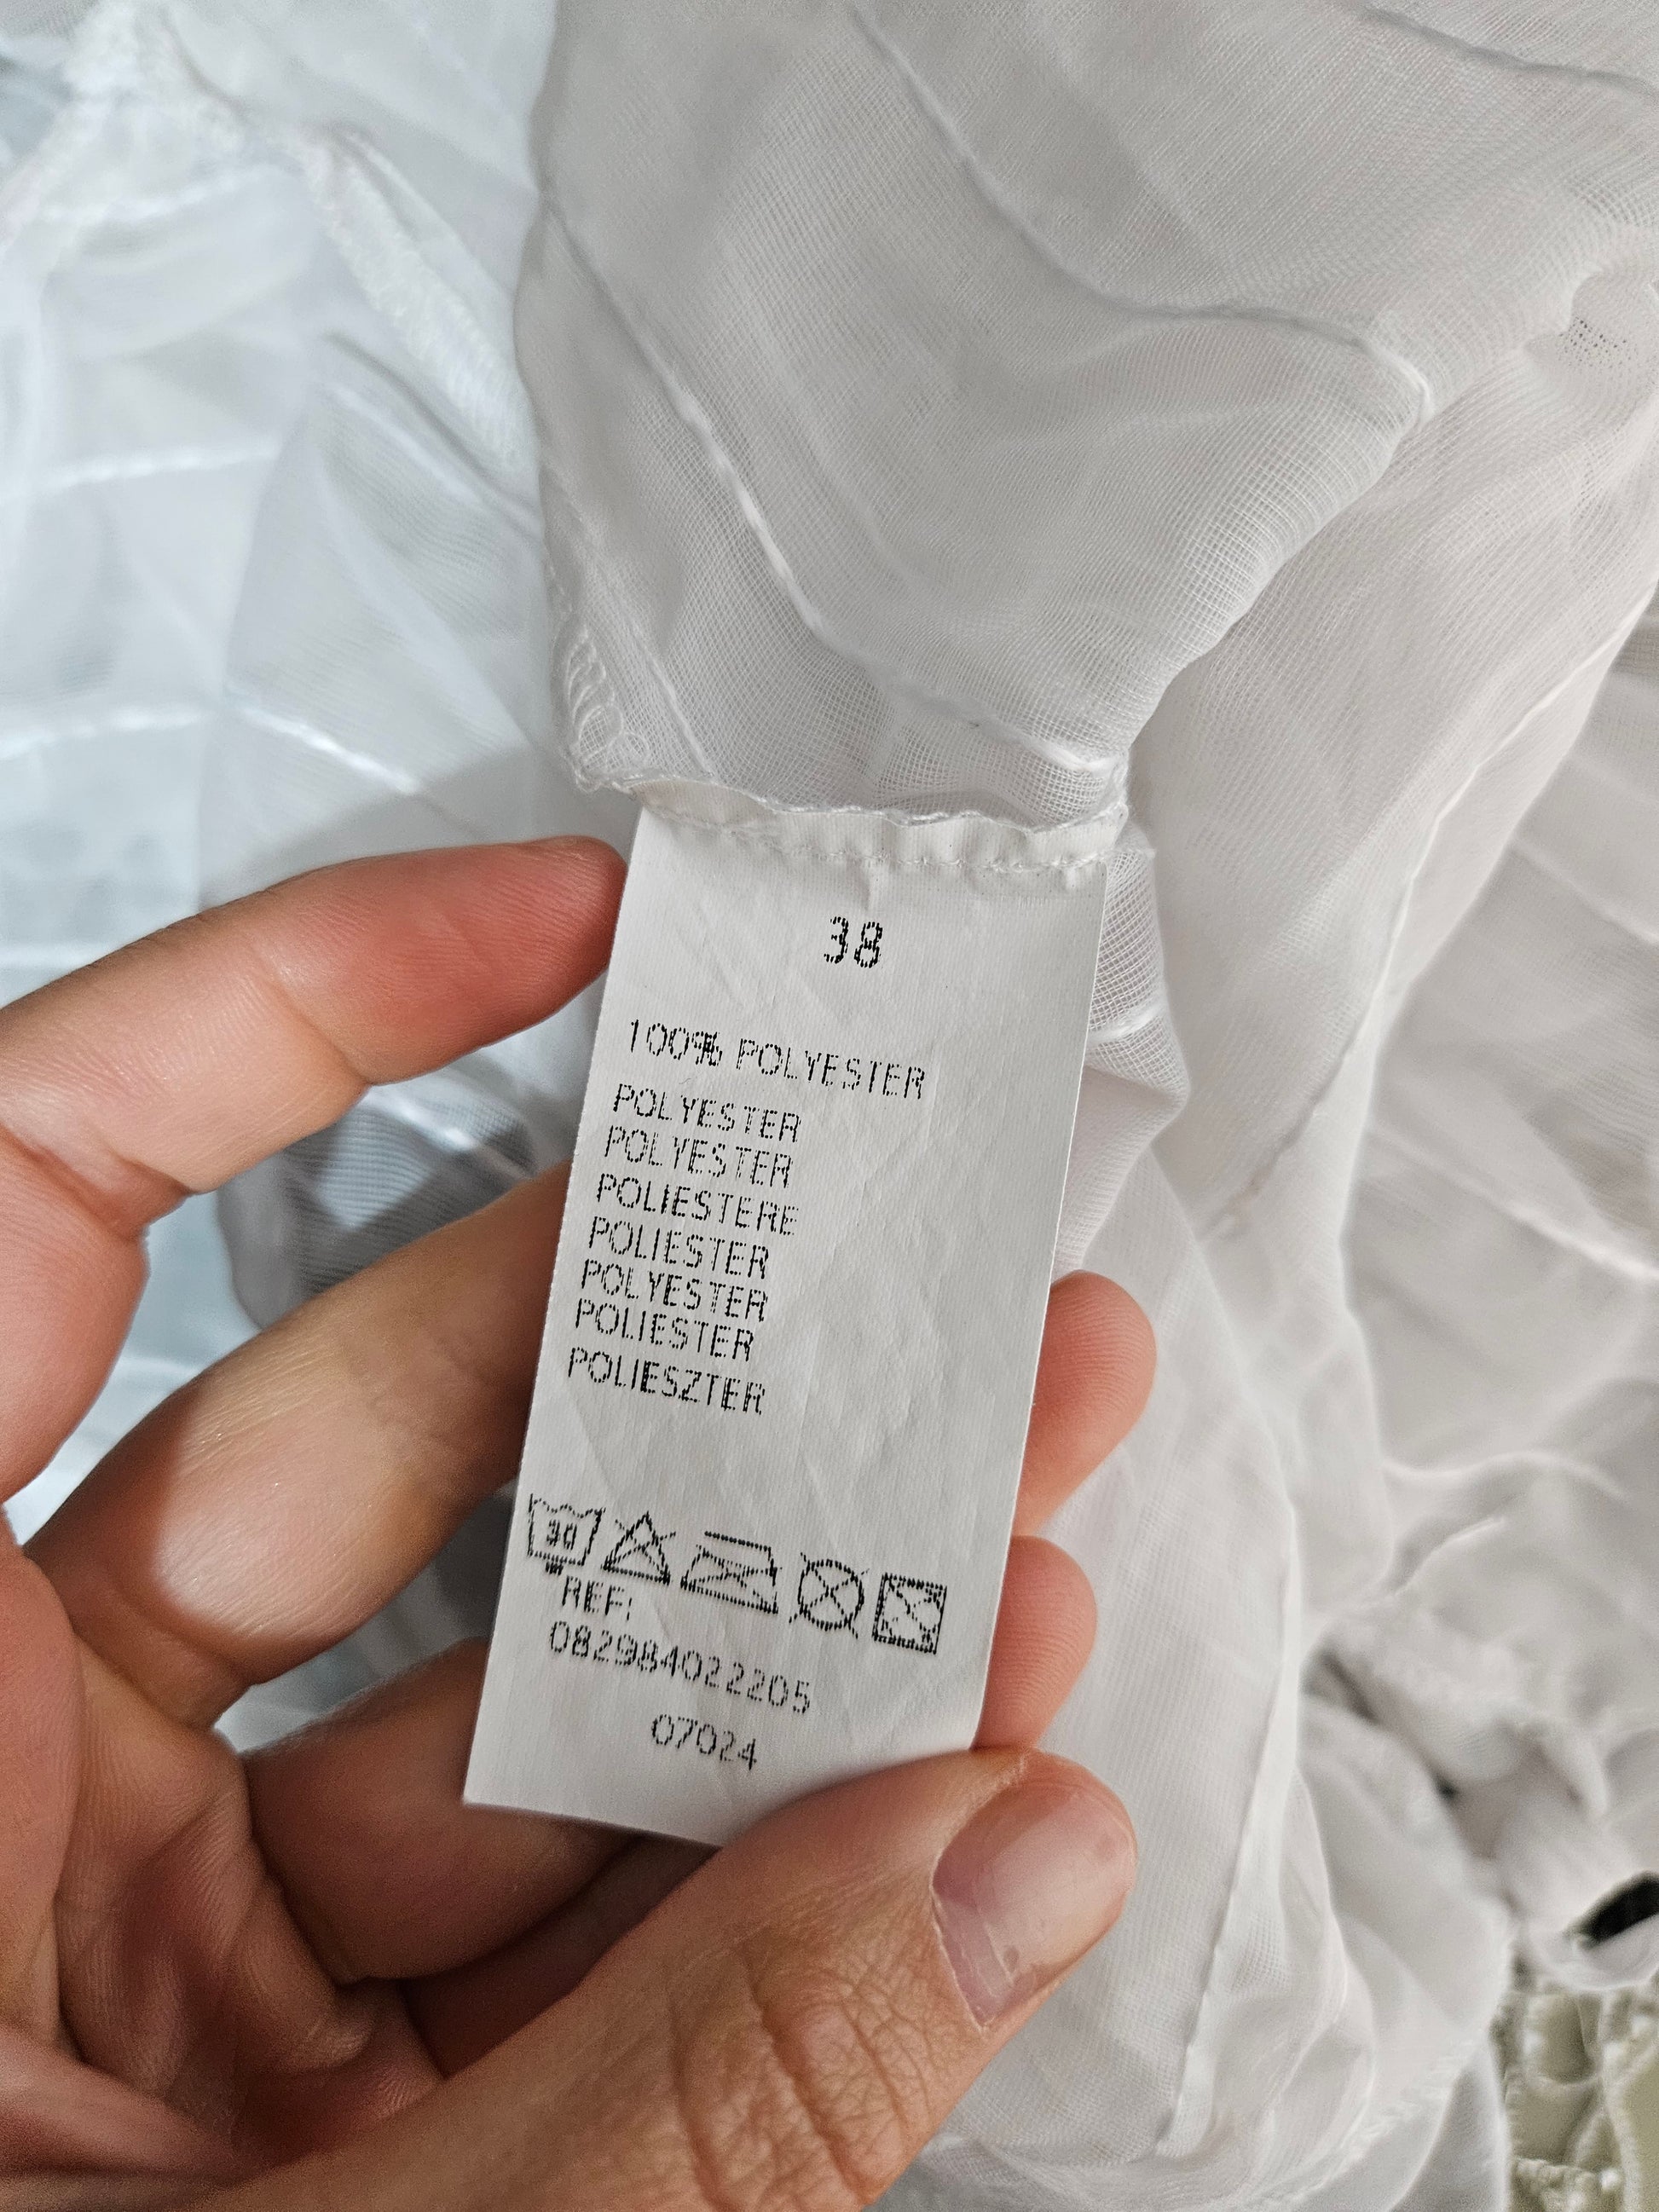 38
100% POLYESTER
POLYESTER
POLYESTER
POLIESTERE
POLIESTER
POLYESTER
POLIESTER
POLIESZTER
30
REF:
082984022205
07024